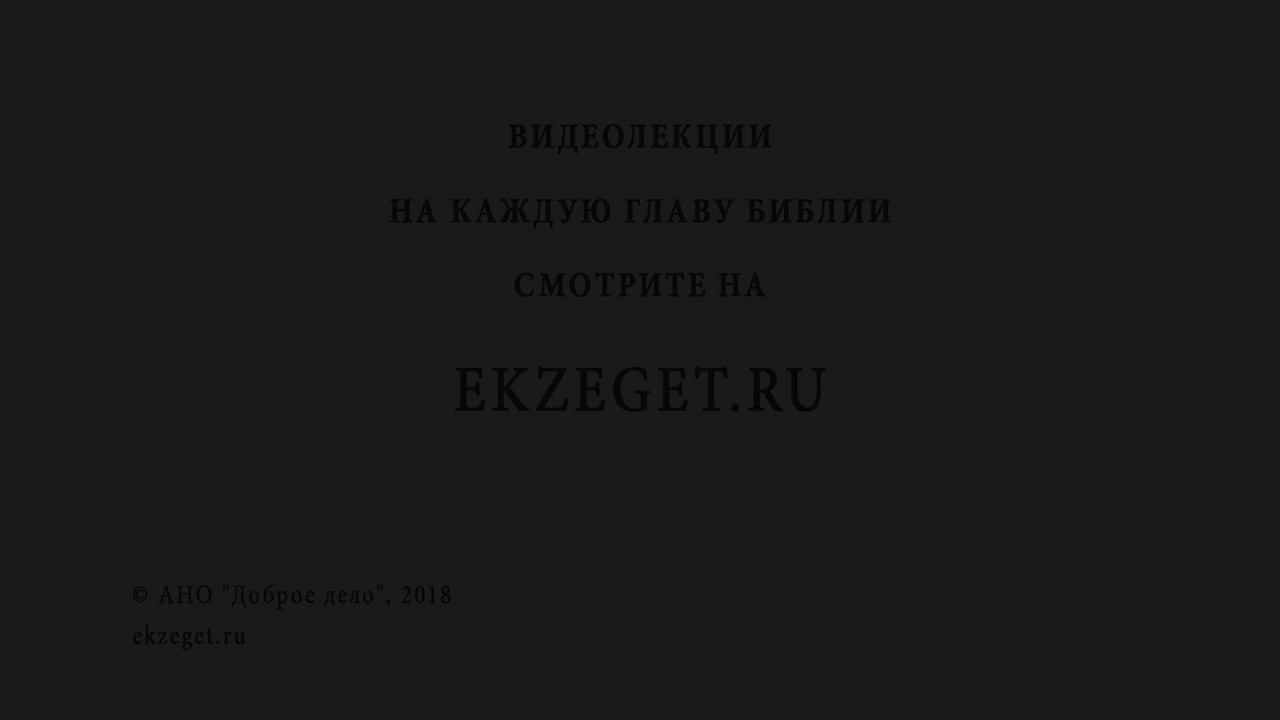 ВИДЕОЛЕКЦИИ
НА КАЖДУЮ ГЛАВУ БИБЛИИ
СМОТРИТЕ НА
EKZEGET.RU
© АНО "Доброе дело", 2018
ekzeget.ru